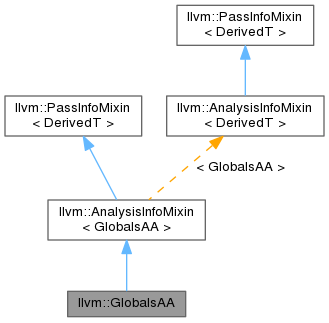 llvm::PassInfoMixin
< DerivedT >
llvm::PassInfoMixin
< DerivedT >
llvm::AnalysisInfoMixin
< DerivedT >
< GlobalsAA >
llvm::AnalysisInfoMixin
< GlobalsAA >
llvm::GlobalsAA